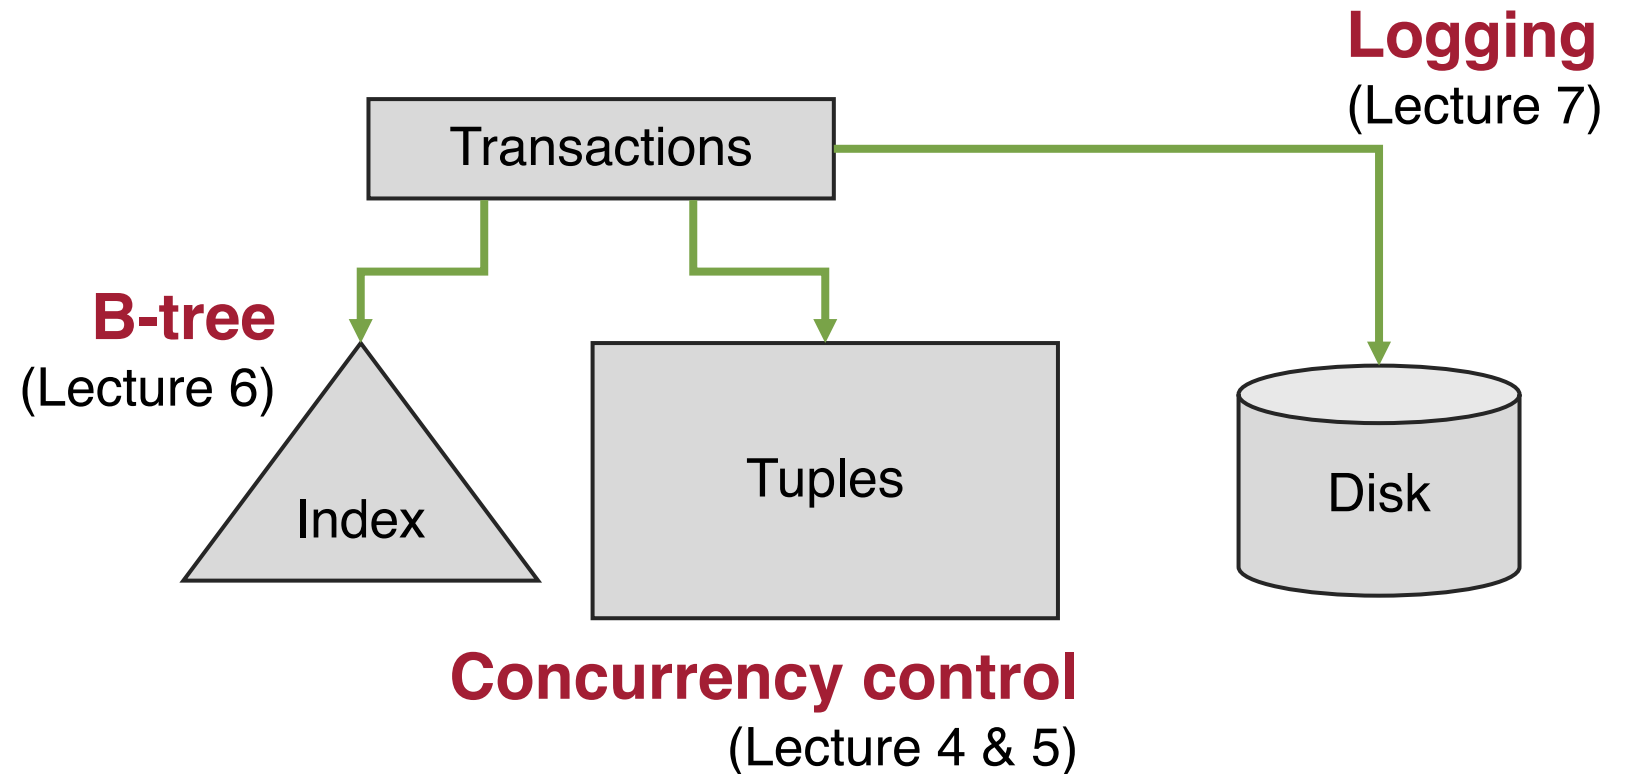 Logging
(Lecture 7)
Transactions
B-tree
(Lecture 6)
Index
Tuples
Disk
Concurrency control
(Lecture 4 & 5)